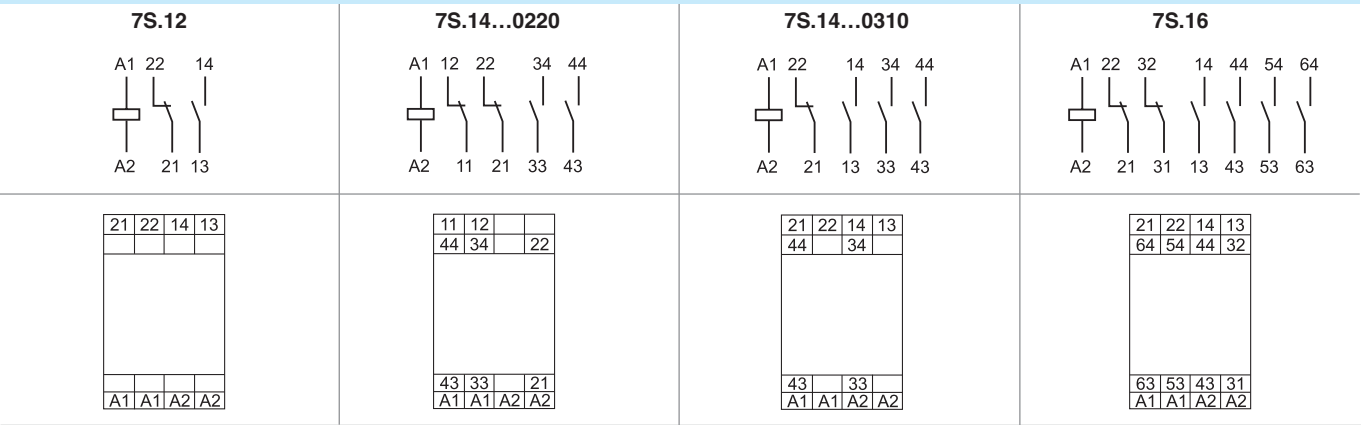 7S.12 7S.14...0220 7S.14...0310 7S.16
A1 22 14 A1 12 22 34 44 A1 22 14 34 44 A1 22 32 14 44 54 64
A2 21 13 A2 11 21 33 43 A2 21 13 33 43 A2 21 31 13 43 53 63
21 22 14 13 11 12 21 22 14 13 21 22 14 13
44 34 22 44 34 64 54 44 32
43 33 21 43 33 63 53 43 31
A1 A1 A2 A2 A1 A1 A2 A2 A1 A1 A2 A2 A1 A1 A2 A2